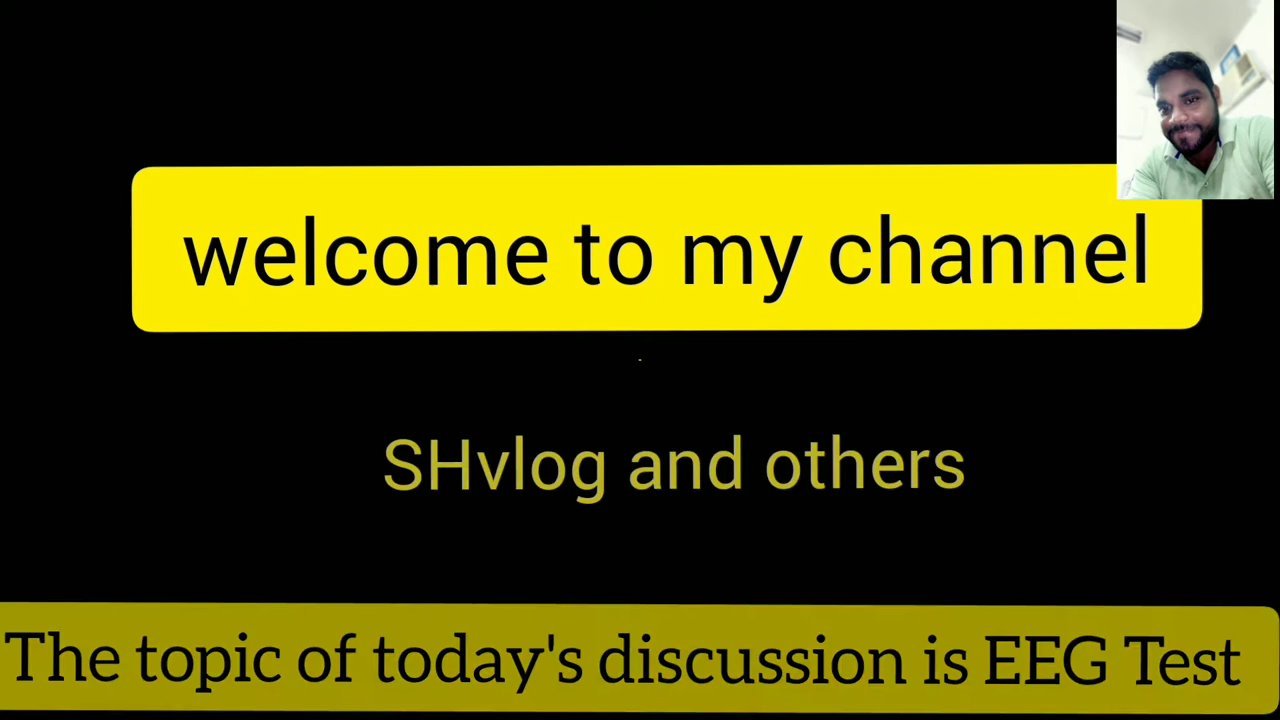 welcome to my channel
SHvlog and others
The topic of today's discussion is EEG Test